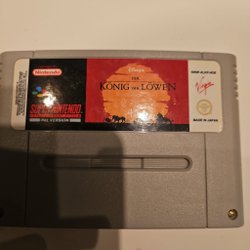 Nintendo
SUPER NINTENDO
PAL VERSION
Disney's
DER
KÖNIG DER LÖWEN
Virgin
MADE IN JAPAN